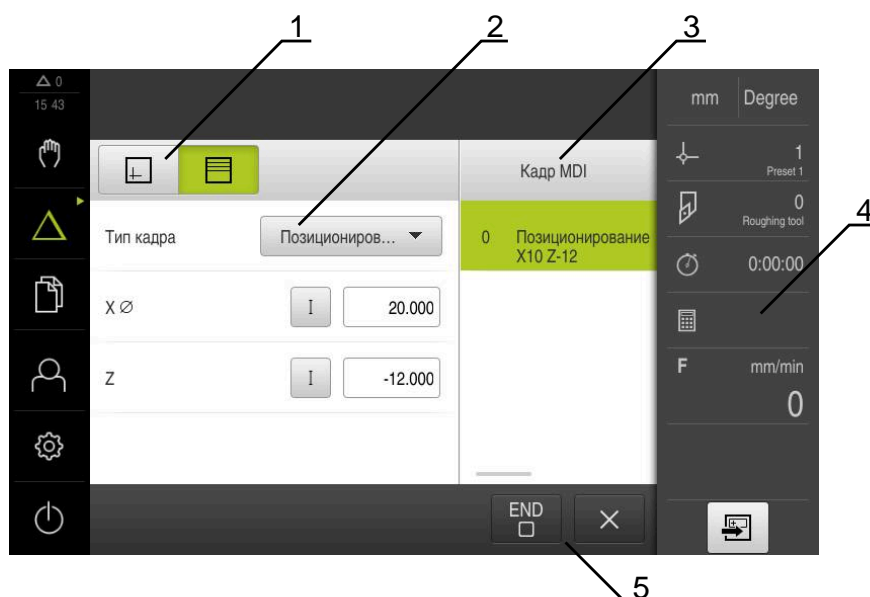 1
2
3
0
15 43
mm
Degree
1
Preset 1
Кадр MDI
Тип кадра
Позициониров...
0
Позиционирование
X10 Z-12
0
Roughing tool
4
0:00:00
X ⌀
I
20.000
Z
I
-12.000
F
mm/min
0
END
5